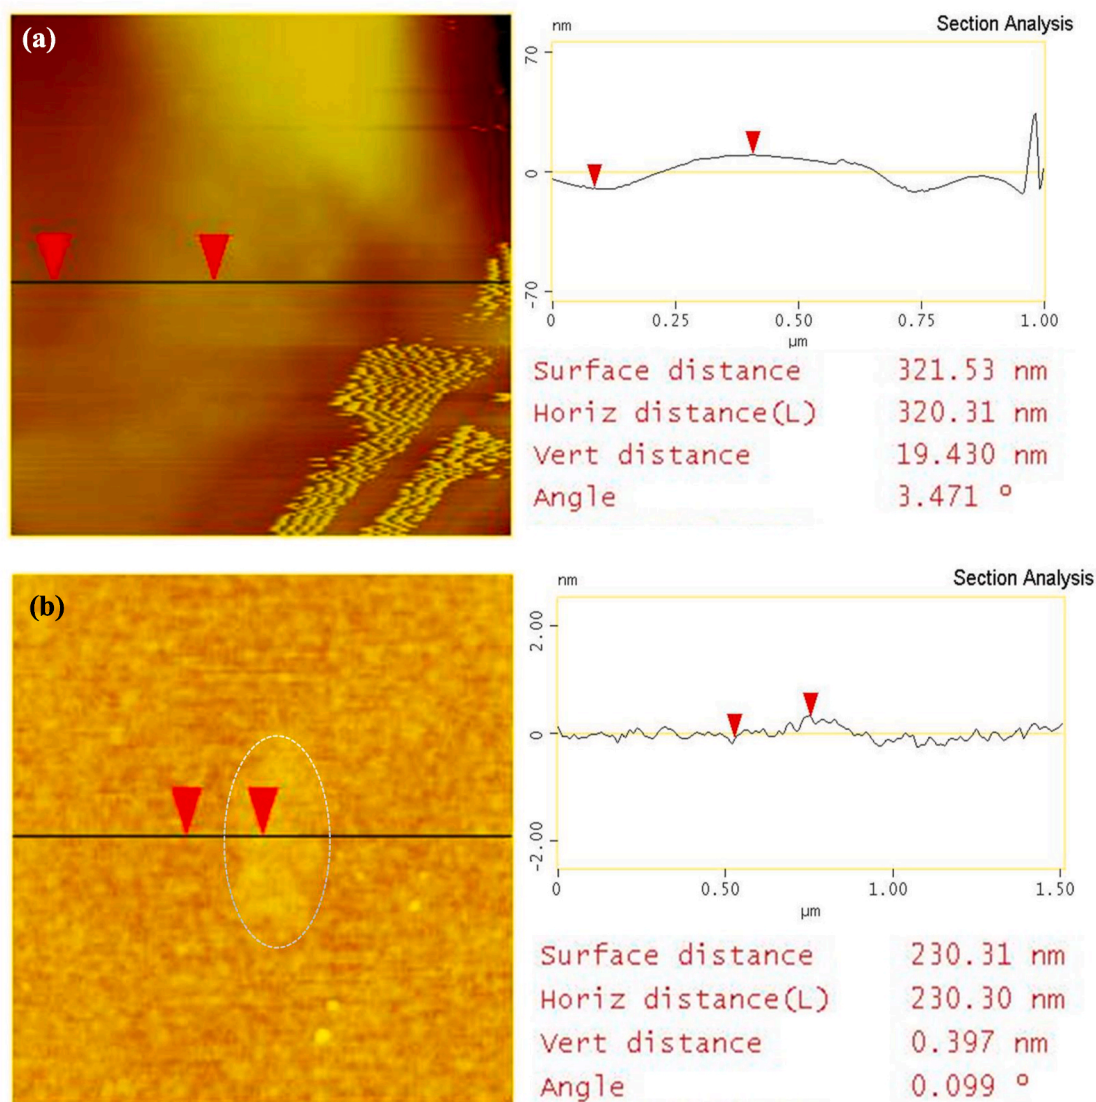 (a)
nm
Section Analysis
70
0
-70
0 0.25 0.50 0.75 1.00
µm
Surface distance 321.53 nm
Horiz distance(L) 320.31 nm
Vert distance 19.430 nm
Angle 3.471 º
(b)
nm
Section Analysis
2.00
0
-2.00
0 0.50 1.00 1.50
µm
Surface distance 230.31 nm
Horiz distance(L) 230.30 nm
Vert distance 0.397 nm
Angle 0.099 º